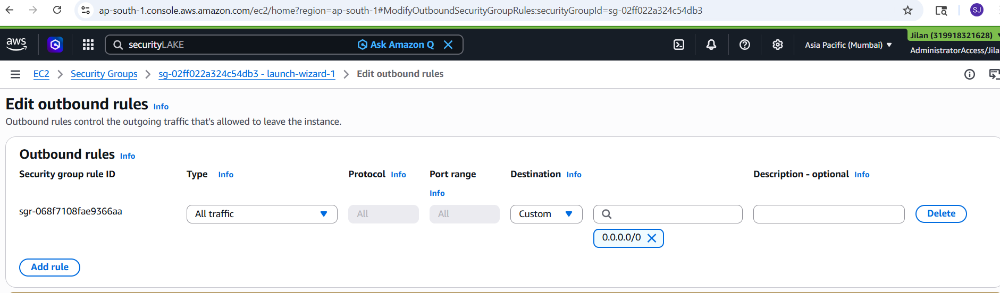 ap-south-1.console.aws.amazon.com/ec2/home?region=ap-south-1#ModifyOutboundSecurityGroupRules:securityGroupId=sg-02ff022a324c54db3
SJ
aws
securityLAKE
Ask Amazon Q
Asia Pacific (Mumbai)
Jilan (319918321628)
AdministratorAccess/Jila
EC2 > Security Groups > sg-02ff022a324c54db3 - launch-wizard-1 > Edit outbound rules
Edit outbound rules Info
Outbound rules control the outgoing traffic that's allowed to leave the instance.
Outbound rules Info
Security group rule ID Type Info Protocol Info Port range Info Destination Info Description - optional Info
sgr-068f7108fae9366aa All traffic All All Custom Delete
0.0.0.0/0
Add rule